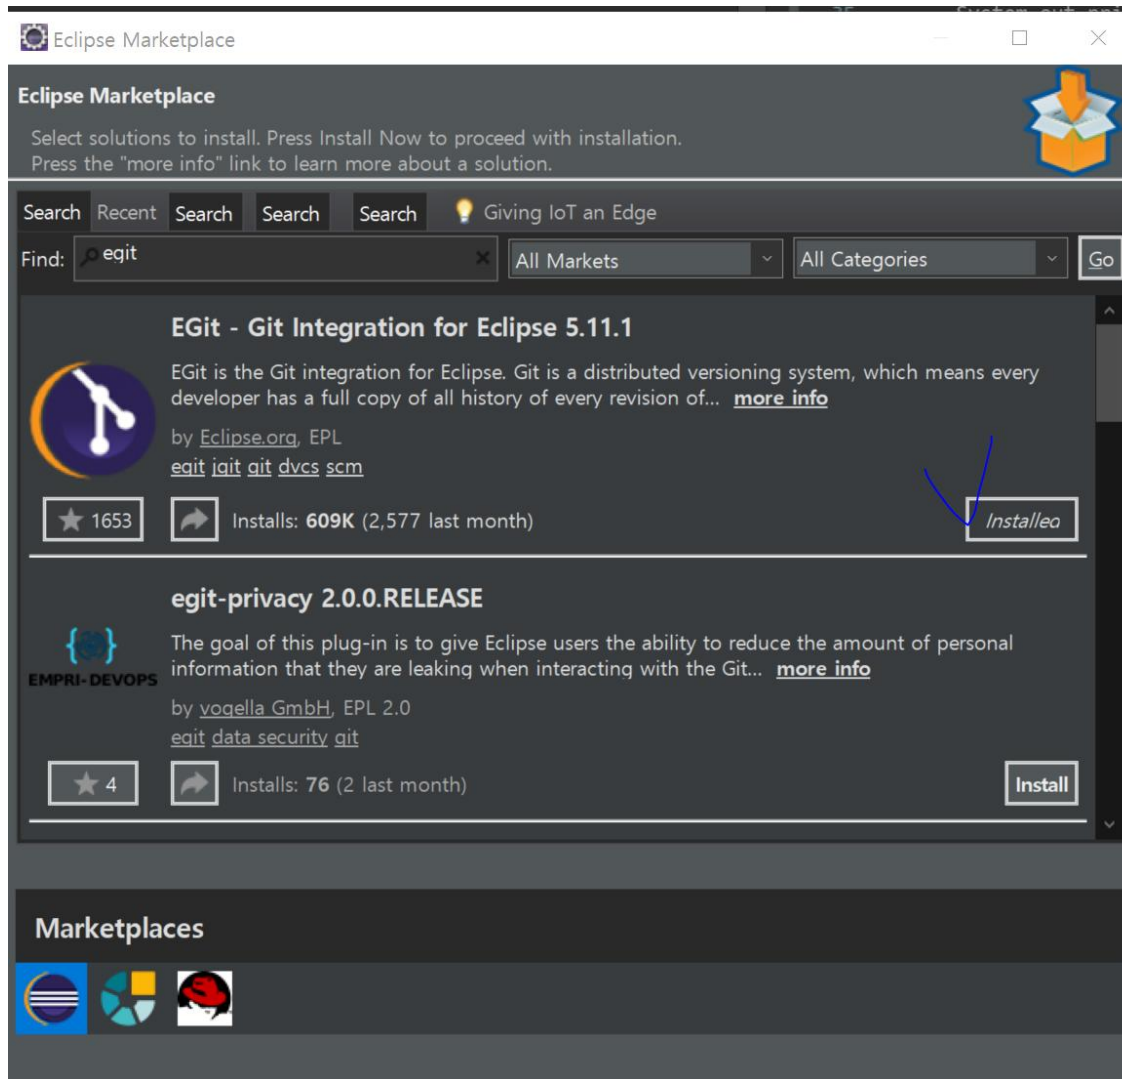 Eclipse Marketplace
Eclipse Marketplace
Select solutions to install. Press Install Now to proceed with installation.
Press the "more info" link to learn more about a solution.
Search Recent Search Search Search Giving IoT an Edge
Find: egit All Markets All Categories Go
EGit - Git Integration for Eclipse 5.11.1
EGit is the Git integration for Eclipse. Git is a distributed versioning system, which means every
developer has a full copy of all history of every revision of... more info
by Eclipse.org, EPL
egit jgit git dvcs scm
1653 Installs: 609K (2,577 last month) Installed
egit-privacy 2.0.0.RELEASE
The goal of this plug-in is to give Eclipse users the ability to reduce the amount of personal
information that they are leaking when interacting with the Git... more info
EMPRI-DEVOPS
by vogella GmbH, EPL 2.0
egit data security git
4 Installs: 76 (2 last month) Install
Marketplaces